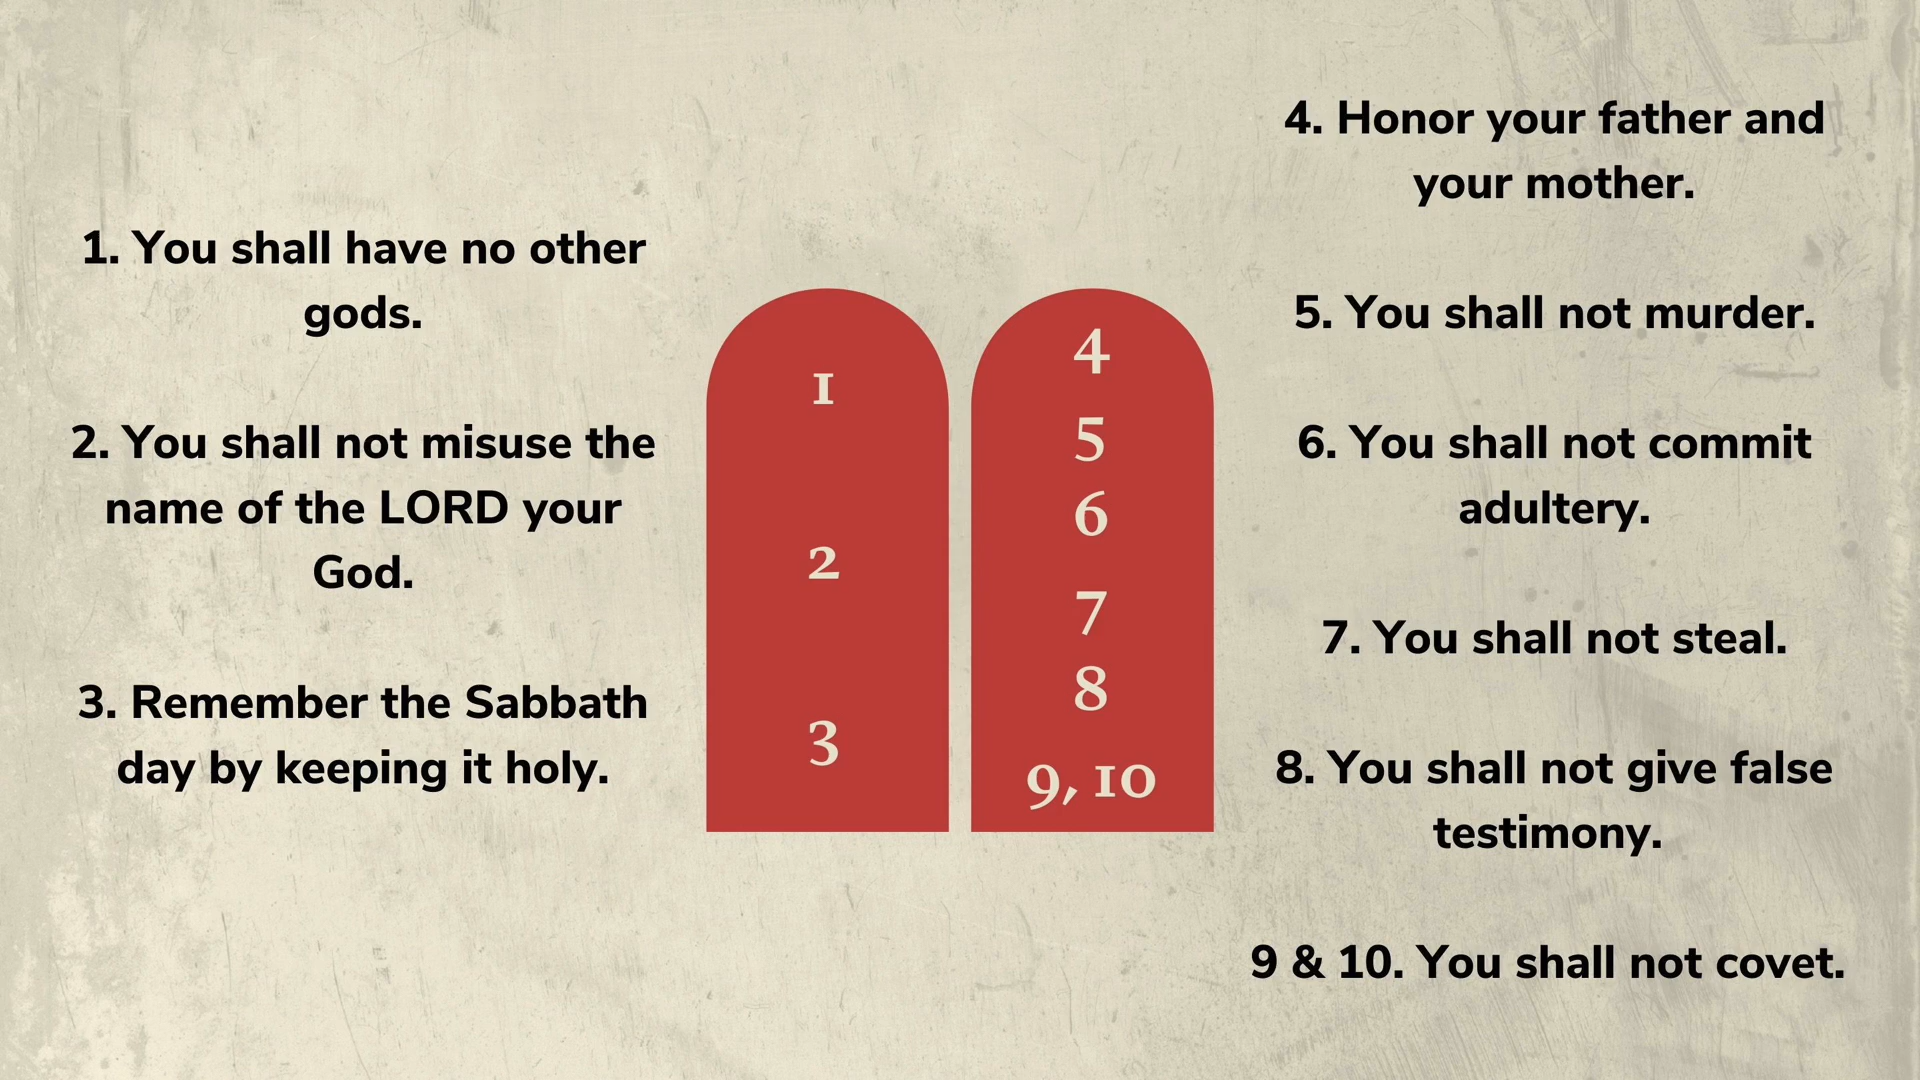 1. You shall have no other
gods.
2. You shall not misuse the
name of the LORD your
God.
3. Remember the Sabbath
day by keeping it holy.
1
2
3
4
5
6
7
8
9, 10
4. Honor your father and
your mother.
5. You shall not murder.
6. You shall not commit
adultery.
7. You shall not steal.
8. You shall not give false
testimony.
9 & 10. You shall not covet.